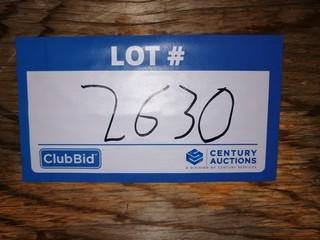 LOT #
2630
ClubBid
CENTURY
AUCTIONS
A DIVISION OF CENTURY SERVICES